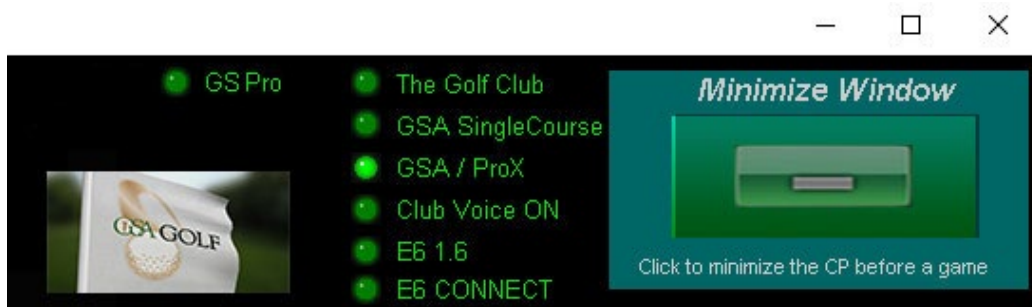 GS Pro
The Golf Club
GSA SingleCourse
GSA / ProX
Club Voice ON
E6 1.6
E6 CONNECT
GSA GOLF
Minimize Window
Click to minimize the CP before a game